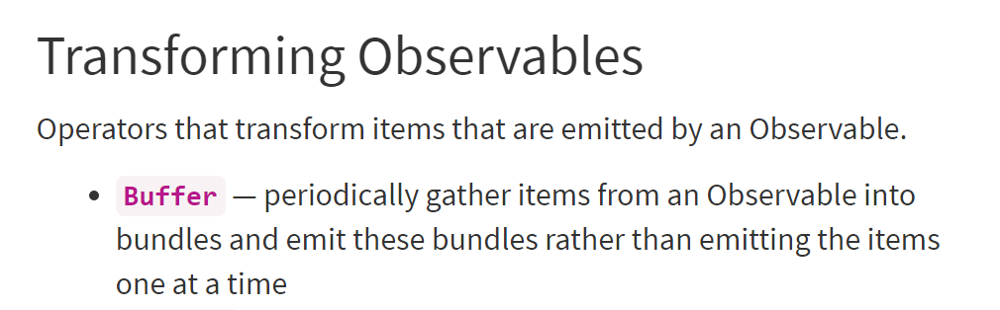 Transforming Observables
Operators that transform items that are emitted by an Observable.
• Buffer — periodically gather items from an Observable into
bundles and emit these bundles rather than emitting the items
one at a time